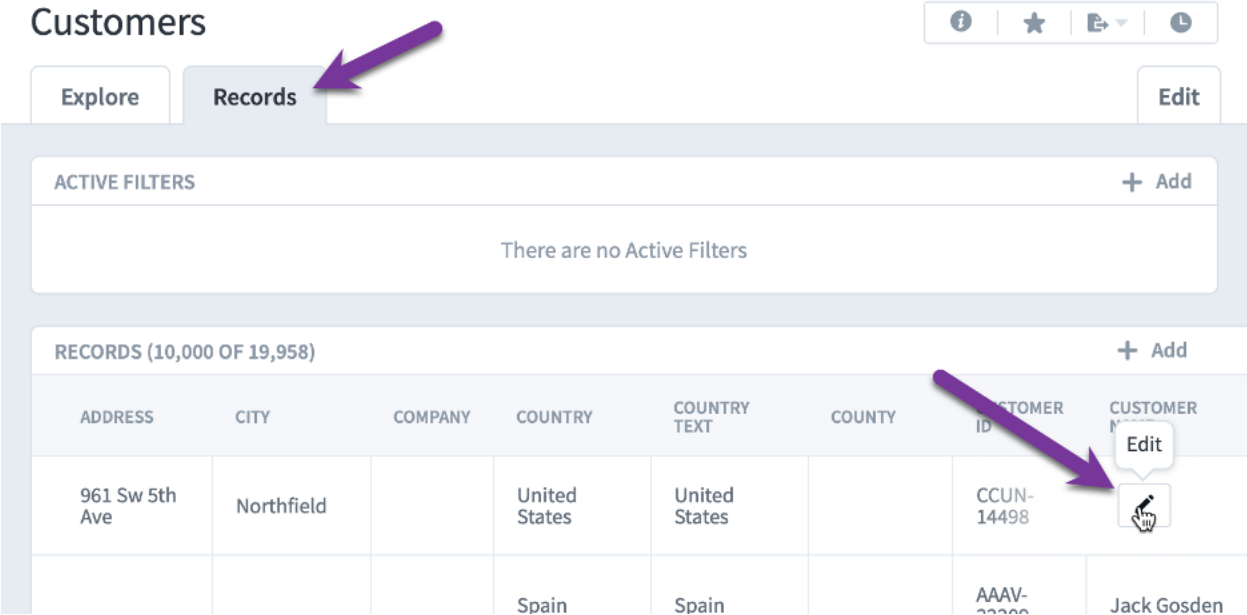 Customers
Explore
Records
Edit
ACTIVE FILTERS
Add
There are no Active Filters
RECORDS (10,000 OF 19,958)
Add
ADDRESS
CITY
COMPANY
COUNTRY
COUNTRY
TEXT
COUNTY
CUSTOMER
ID
CUSTOMER
Edit
961 Sw 5th
Ave
Northfield
United
States
United
States
CCUN-
14498
Spain
Spain
AAAV-
Jack Gosden